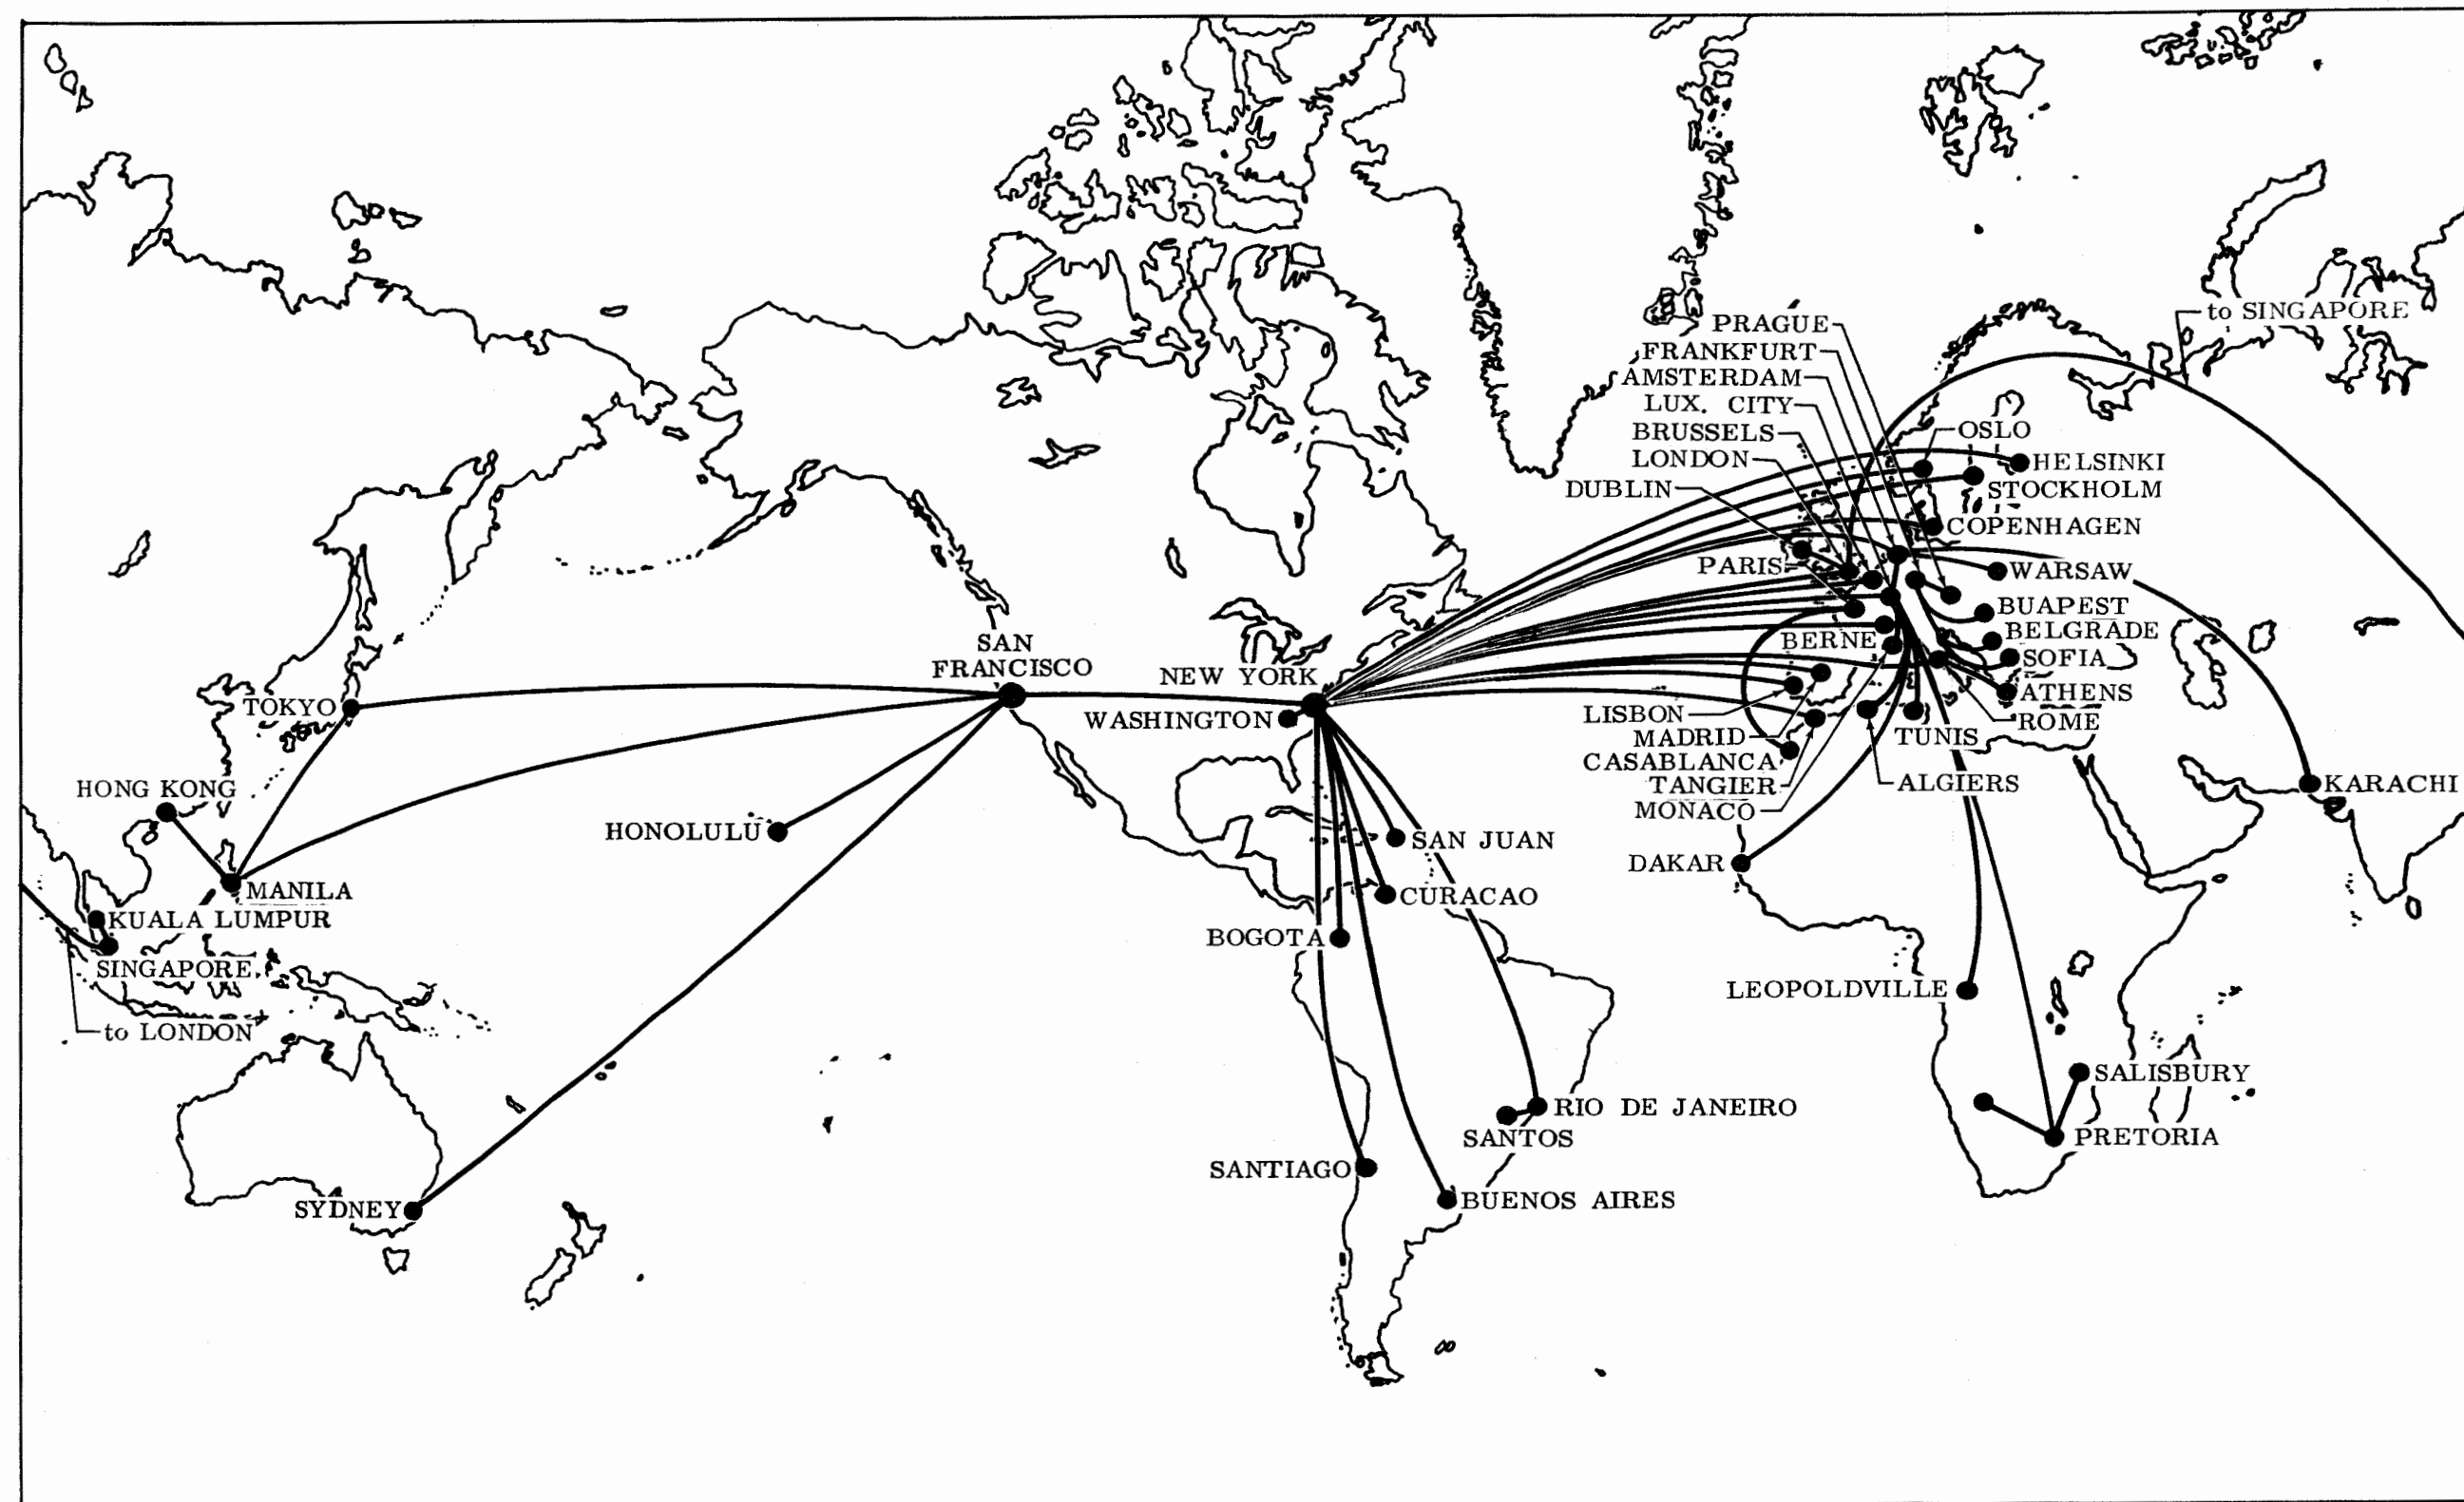 to SINGAPORE
PRAGUE
FRANKFURT
AMSTERDAM
LUX. CITY
BRUSSELS
LONDON
DUBLIN
OSLO
HELSINKI
STOCKHOLM
COPENHAGEN
PARIS
WARSAW
BUAPEST
BELGRADE
BERNE
SOFIA
ATHENS
ROME
LISBON
MADRID
TUNIS
CASABLANCA
TANGIER
ALGIERS
MONACO
KARACHI
SAN
FRANCISCO
NEW YORK
TOKYO
WASHINGTON
HONG KONG
HONOLULU
SAN JUAN
DAKAR
MANILA
CURACAO
KUALA LUMPUR
BOGOTA
SINGAPORE
LEOPOLDVILLE
to LONDON
SALISBURY
RIO DE JANEIRO
SANTOS
PRETORIA
SANTIAGO
BUENOS AIRES
SYDNEY